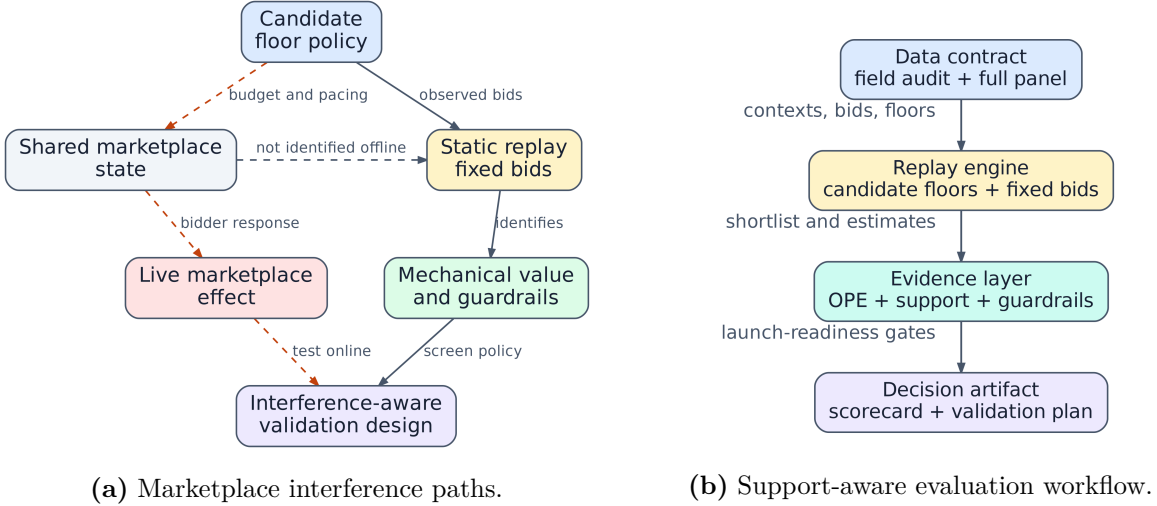 Candidate
floor policy
budget and pacing
observed bids
Shared marketplace
state
not identified offline
Static replay
fixed bids
bidder response
identifies
Live marketplace
effect
Mechanical value
and guardrails
test online
screen policy
Interference-aware
validation design
(a) Marketplace interference paths.
Data contract
field audit + full panel
contexts, bids, floors
Replay engine
candidate floors + fixed bids
shortlist and estimates
Evidence layer
OPE + support + guardrails
launch-readiness gates
Decision artifact
scorecard + validation plan
(b) Support-aware evaluation workflow.